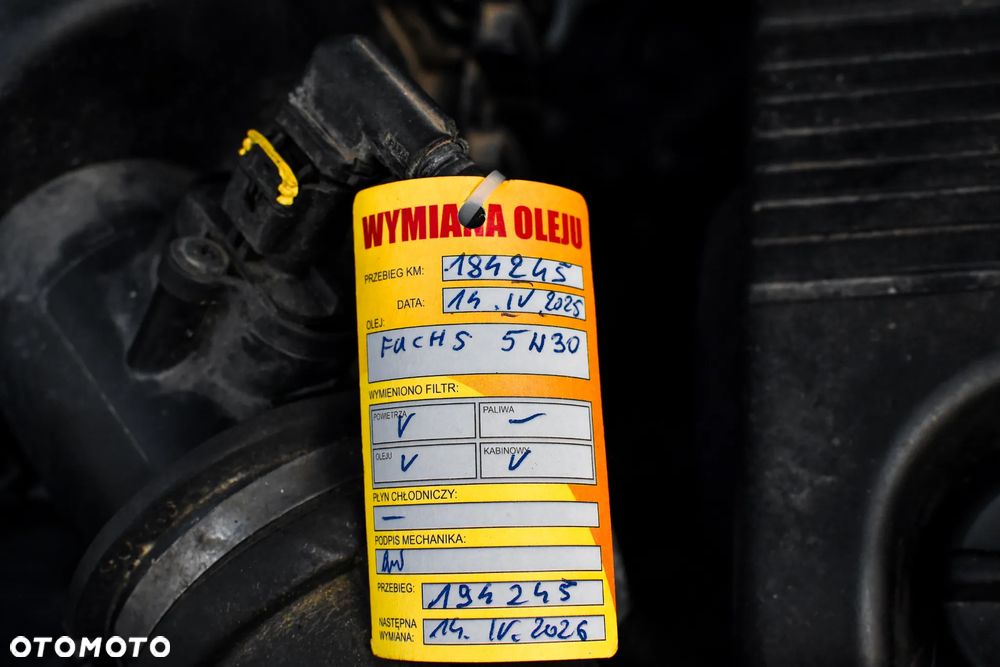 WYMIANA OLEJU
PRZEBIEG KM: 184245
DATA: 14.IV.2025
OLEJ:
FUCHS 5W30
WYMIENIONO FILTR:
POWIETRZA V PALIWA –
OLEJU V KABINOWY V
PŁYN CHŁODNICZY:
–
PODPIS MECHANIKA:
PRZEBIEG: 194245
NASTĘPNA
WYMIANA: 14.IV.2026
OTOMOTO